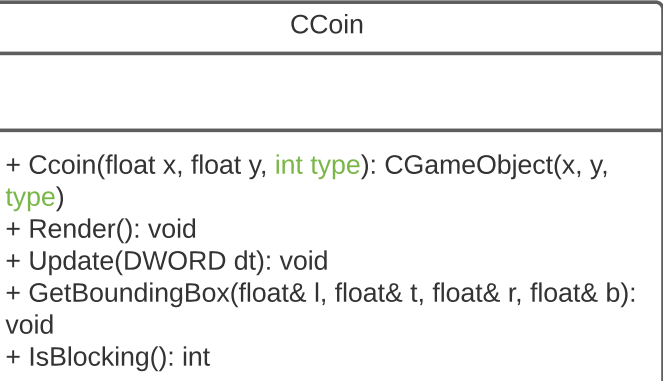 CCoin
+ Ccoin(float x, float y, int type): CGameObject(x, y,
type)
+ Render(): void
+ Update(DWORD dt): void
+ GetBoundingBox(float& l, float& t, float& r, float& b):
void
+ IsBlocking(): int